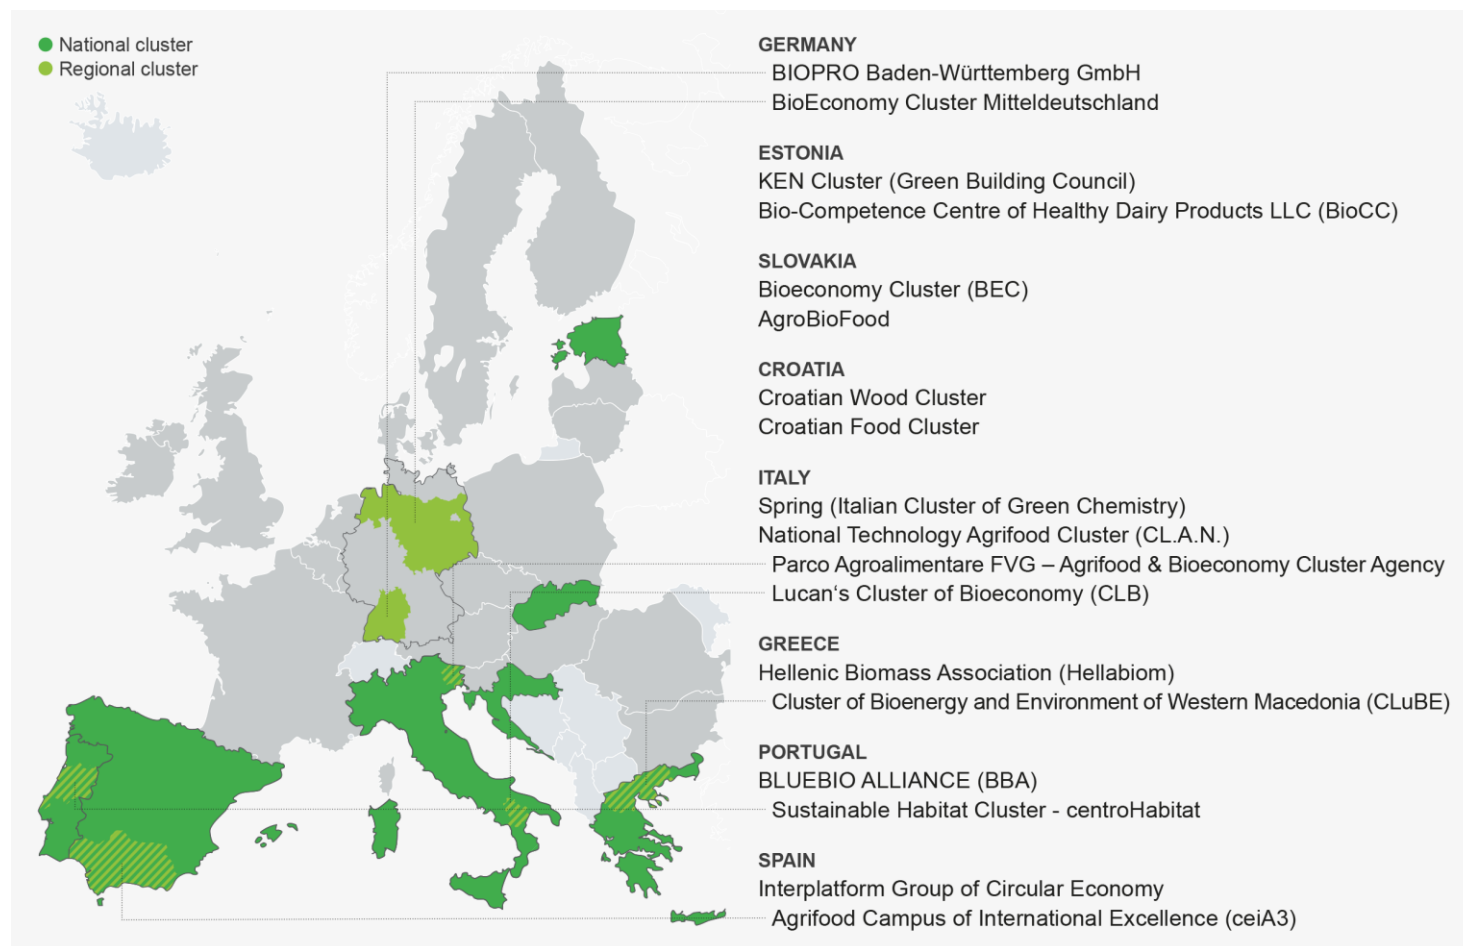 National cluster
Regional cluster
GERMANY
BIOPRO Baden-Württemberg GmbH
BioEconomy Cluster Mitteldeutschland
ESTONIA
KEN Cluster (Green Building Council)
Bio-Competence Centre of Healthy Dairy Products LLC (BioCC)
SLOVAKIA
Bioeconomy Cluster (BEC)
AgroBioFood
CROATIA
Croatian Wood Cluster
Croatian Food Cluster
ITALY
Spring (Italian Cluster of Green Chemistry)
National Technology Agrifood Cluster (CL.A.N.)
Parco Agroalimentare FVG – Agrifood & Bioeconomy Cluster Agency
Lucan‘s Cluster of Bioeconomy (CLB)
GREECE
Hellenic Biomass Association (Hellabiom)
Cluster of Bioenergy and Environment of Western Macedonia (CLuBE)
PORTUGAL
BLUEBIO ALLIANCE (BBA)
Sustainable Habitat Cluster - centroHabitat
SPAIN
Interplatform Group of Circular Economy
Agrifood Campus of International Excellence (ceiA3)